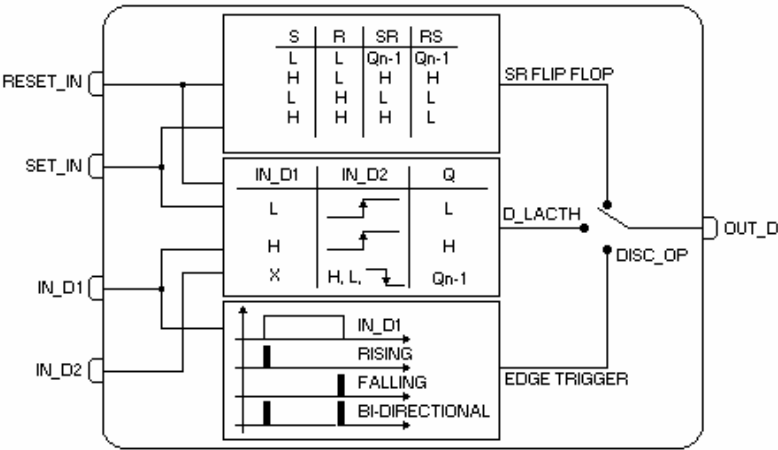 S R SR RS
L L Qn-1 Qn-1
H L H H
L H L L
H H H L
RESET_IN
SET_IN
SR FLIP FLOP
IN_D1 IN_D2 Q
L L
H H
X H, L, Qn-1
D_LACTH
OUT_D
DISC_OP
IN_D1
IN_D2
IN_D1
RISING
FALLING
BI-DIRECTIONAL
EDGE TRIGGER